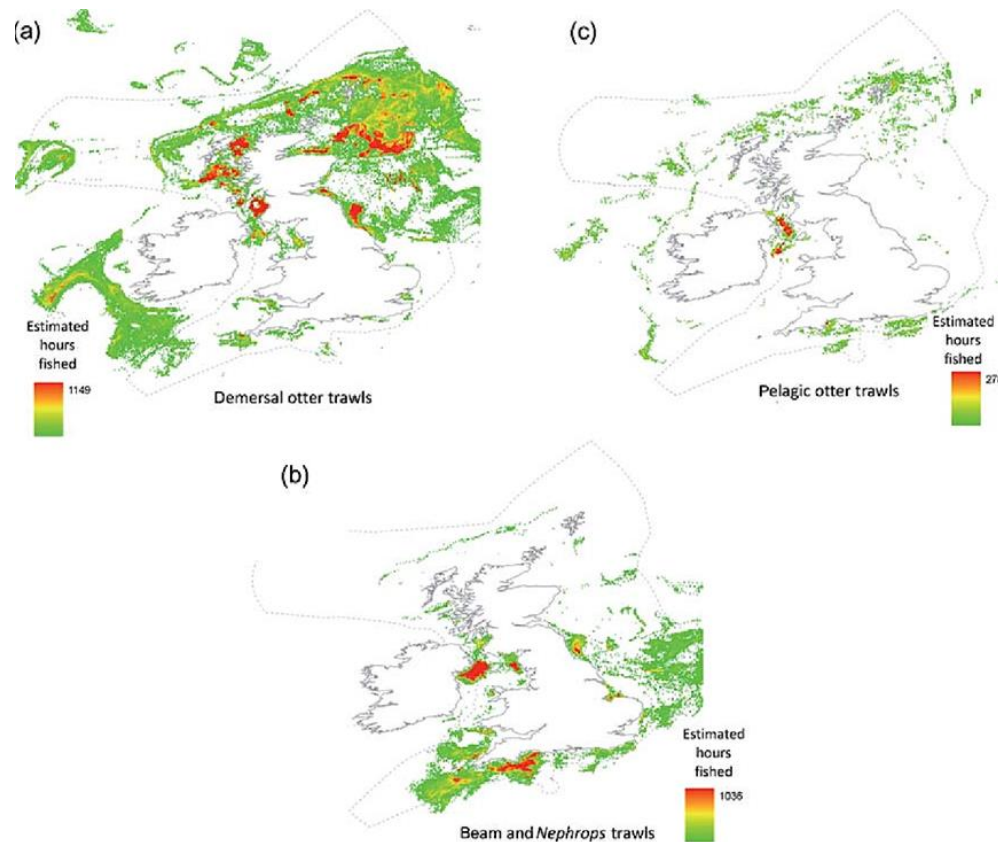 (a)
(c)
Estimated
hours
fished
1149
Demersal otter trawls
Estimated
hours
fished
Pelagic otter trawls
(b)
Estimated
hours
fished
1036
Beam and Nephrops trawls